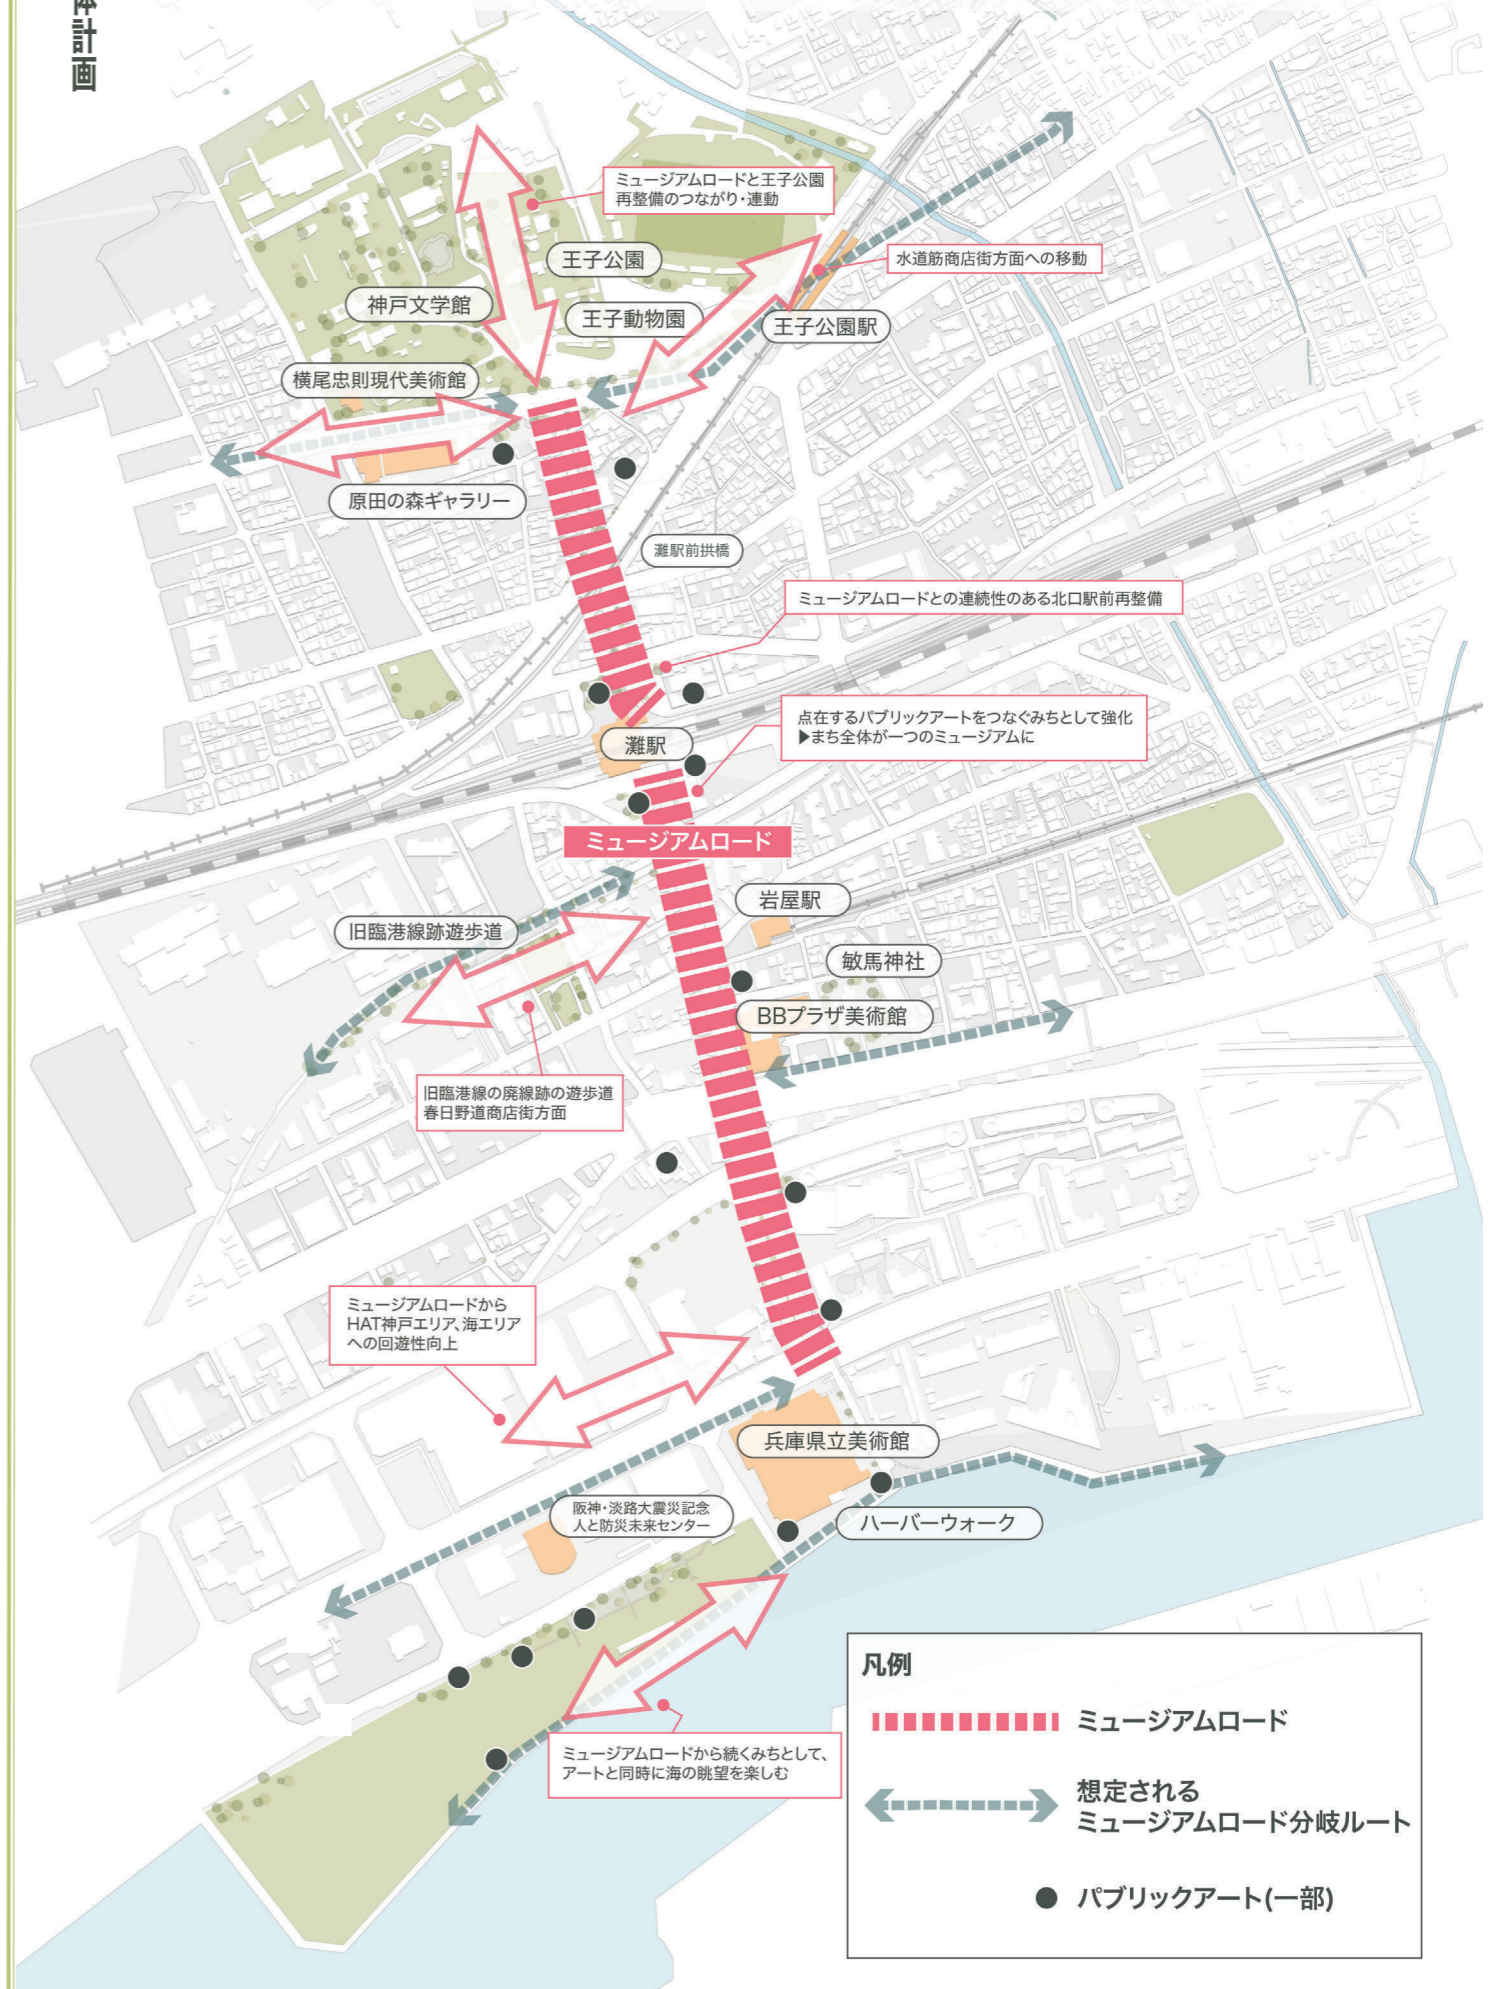 計画
ミュージアムロードと王子公園
再整備のつながり・連動
王子公園
水道筋商店街方面への移動
神戸文学館
王子動物園
王子公園駅
横尾忠則現代美術館
原田の森ギャラリー
灘駅前拱橋
ミュージアムロードとの連続性のある北口駅前再整備
点在するパブリックアートをつなぐみちとして強化
▶まち全体が一つのミュージアムに
灘駅
ミュージアムロード
岩屋駅
旧臨港線跡遊歩道
敏馬神社
BBプラザ美術館
旧臨港線の廃線跡の遊歩道
春日野道商店街方面
ミュージアムロードから
HAT神戸エリア、海エリア
への回遊性向上
兵庫県立美術館
阪神・淡路大震災記念
人と防災未来センター
ハーバーウォーク
ミュージアムロードから続くみちとして、
アートと同時に海の眺望を楽しむ
凡例
ミュージアムロード
想定される
ミュージアムロード分岐ルート
パブリックアート(一部)